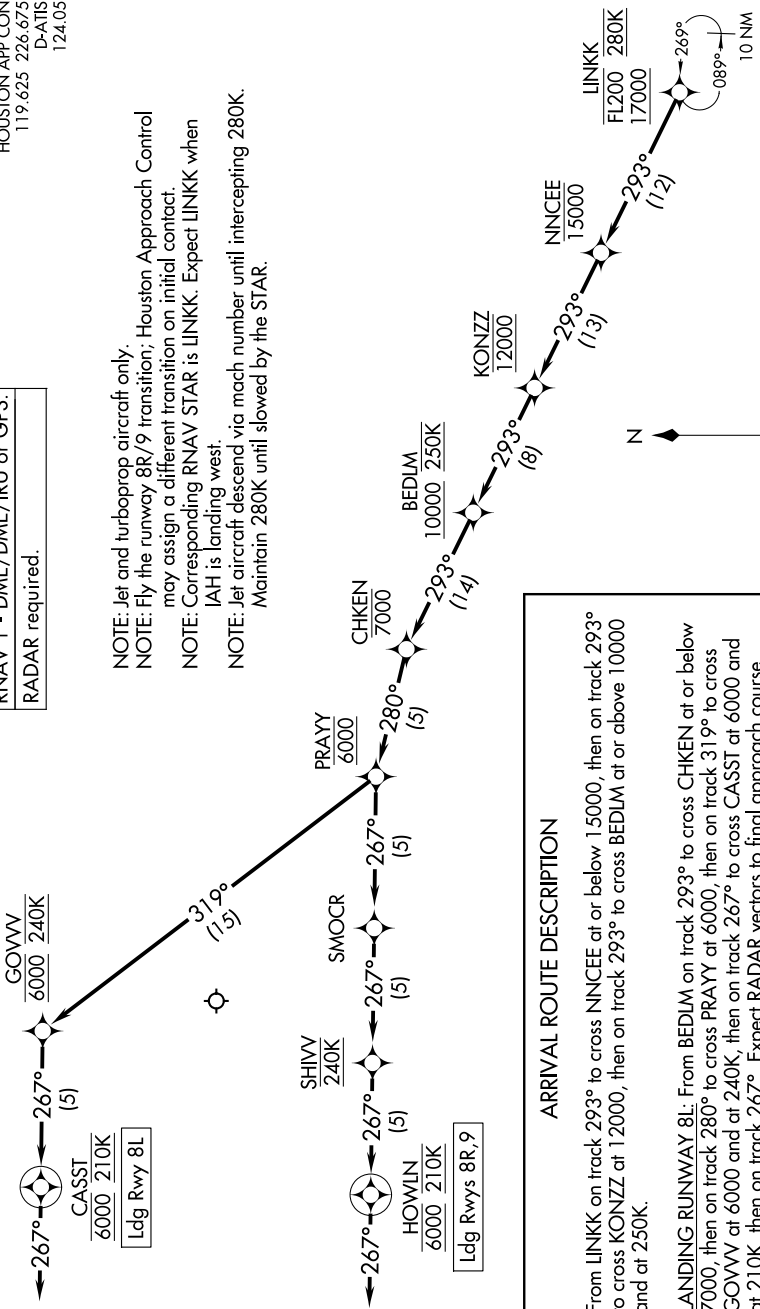 HOUSTON APP CON
119.625 226.675
D-ATIS
124.05
RNAV 1 - DME/DME/IRU or GPS.
RADAR required.
NOTE: Jet and turboprop aircraft only.
NOTE: Fly the runway 8R/9 transition; Houston Approach Control
may assign a different transition on initial contact.
NOTE: Corresponding RNAV STAR is LINKK. Expect LINKK when
IAH is landing west.
NOTE: Jet aircraft descend via mach number until intercepting 280K.
Maintain 280K until slowed by the STAR.
LINKK
FL200 280K
17000
269°
089°
10 NM
293°
(12)
NNCEE
15000
293°
(13)
KONZZ
12000
293°
(8)
BEDLM
10000 250K
293°
(14)
CHKEN
7000
280°
(5)
PRAYY
6000
319°
(15)
GOVVV
6000 240K
267°
(5)
CASST
6000 210K
Ldg Rwy 8L
267°
267°
(5)
SMOCR
267°
(5)
SHIVV
240K
267°
(5)
HOWLN
6000 210K
Ldg Rwys 8R,9
267°
N
ARRIVAL ROUTE DESCRIPTION
From LINKK on track 293° to cross NNCEE at or below 15000, then on track 293°
to cross KONZZ at 12000, then on track 293° to cross BEDLM at or above 10000
and at 250K.
LANDING RUNWAY 8L: From BEDLM on track 293° to cross CHKEN at or below
7000, then on track 280° to cross PRAYY at 6000, then on track 319° to cross
GOVVV at 6000 and at 240K, then on track 267° to cross CASST at 6000 and
at 210K, then on track 267°. Expect RADAR vectors to final approach course.